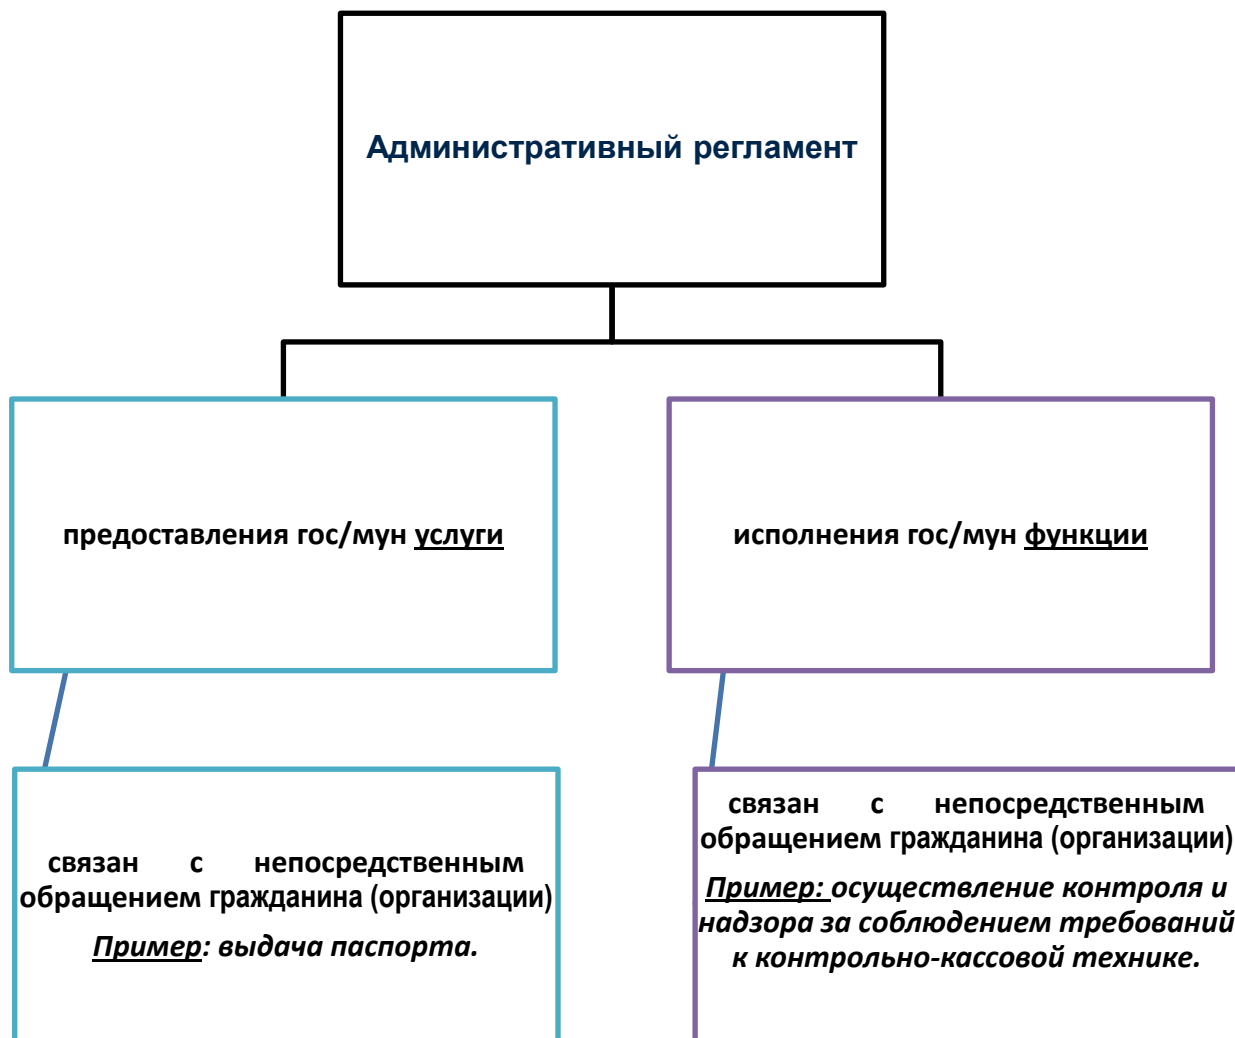 Административный регламент
предоставления гос/мун услуги
исполнения гос/мун функции
связан с непосредственным
обращением гражданина (организации)
Пример: выдача паспорта.
связан с непосредственным
обращением гражданина (организации)
Пример: осуществление контроля и
надзора за соблюдением требований
к контрольно-кассовой технике.